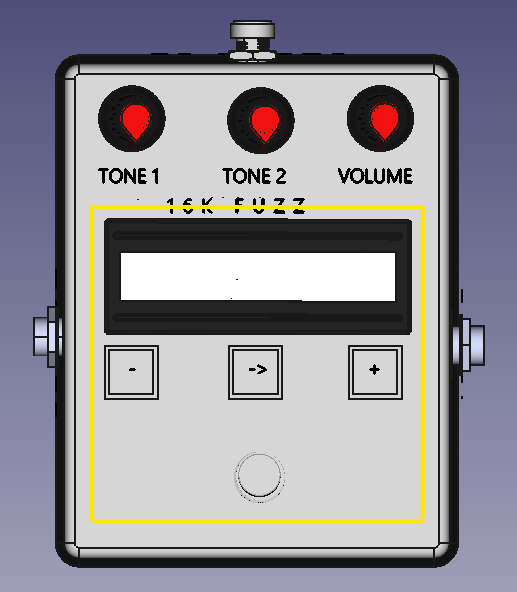 TONE 1 TONE 2 VOLUME
16K FUZZ
- -> +